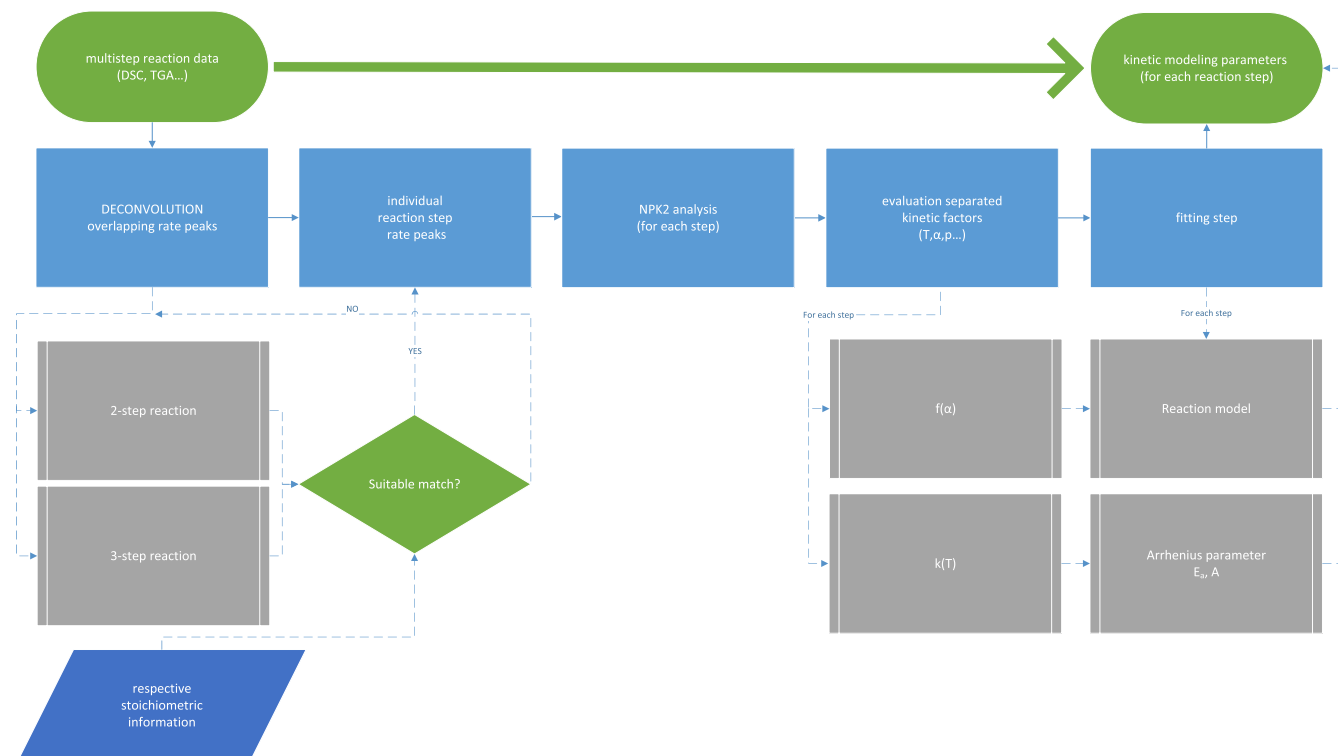 multistep reaction data
(DSC, TGA...)
kinetic modeling parameters
(for each reaction step)
DECONVOLUTION
overlapping rate peaks
individual
reaction step
rate peaks
NPK2 analysis
(for each step)
evaluation separated
kinetic factors
(T,α,p...)
fitting step
NO
YES
For each step
For each step
2-step reaction
3-step reaction
Suitable match?
f(α)
Reaction model
k(T)
Arrhenius parameter
Eₐ, A
respective
stoichiometric
information